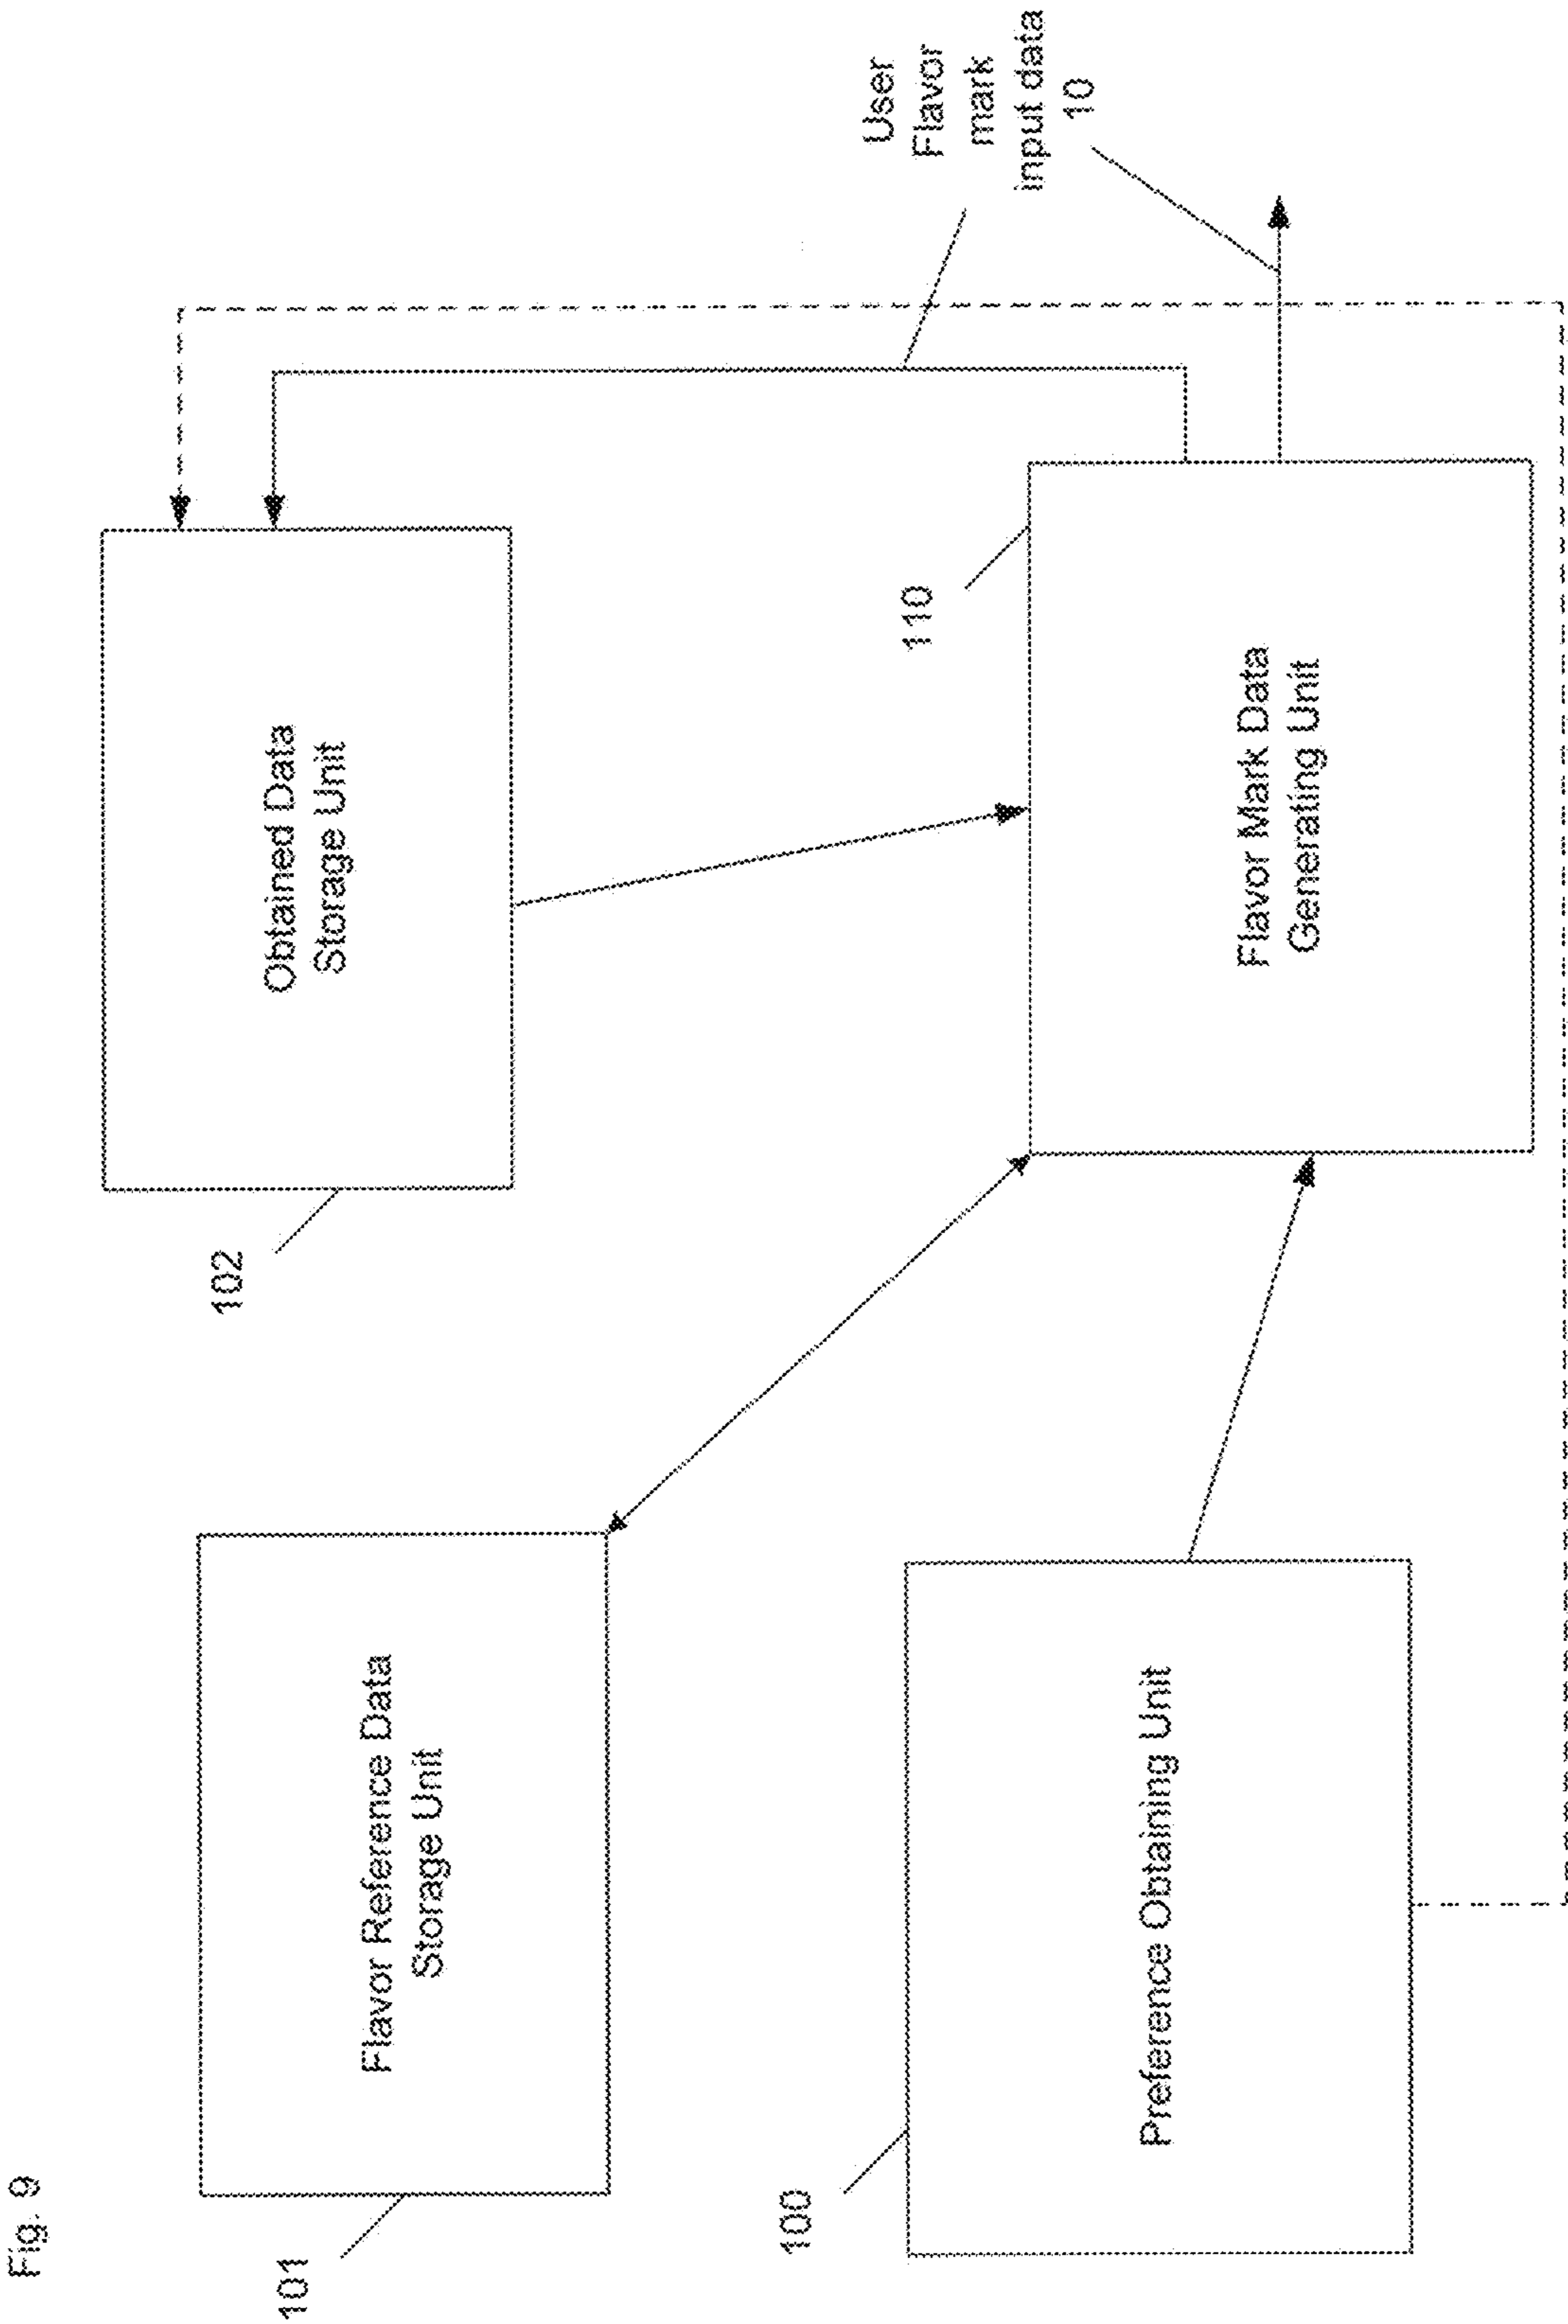 Fig. 9
101
Flavor Reference Data
Storage Unit
102
Obtained Data
Storage Unit
100
Preference Obtaining Unit
110
Flavor Mark Data
Generating Unit
User
Flavor
mark
input data
10